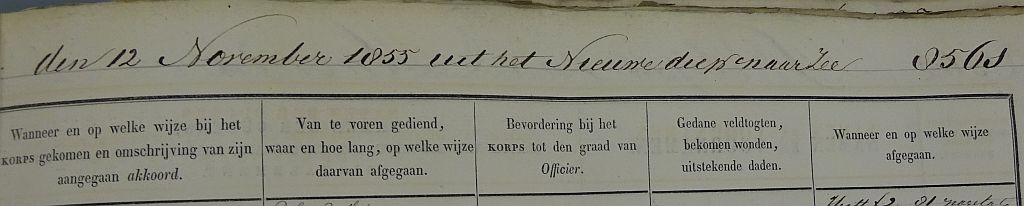 den 12 November 1855 uit het Nieuwe diep naar Zee 8561
Wanneer en op welke wijze bij het
KORPS gekomen en omschrijving van zijn
aangegaan akkoord.
Van te voren gediend,
waar en hoe lang, op welke wijze
daarvan afgegaan.
Bevordering bij het
KORPS tot den graad van
Officier.
Gedane veldtogten,
bekomen wonden,
uitstekende daden.
Wanneer en op welke wijze
afgegaan.